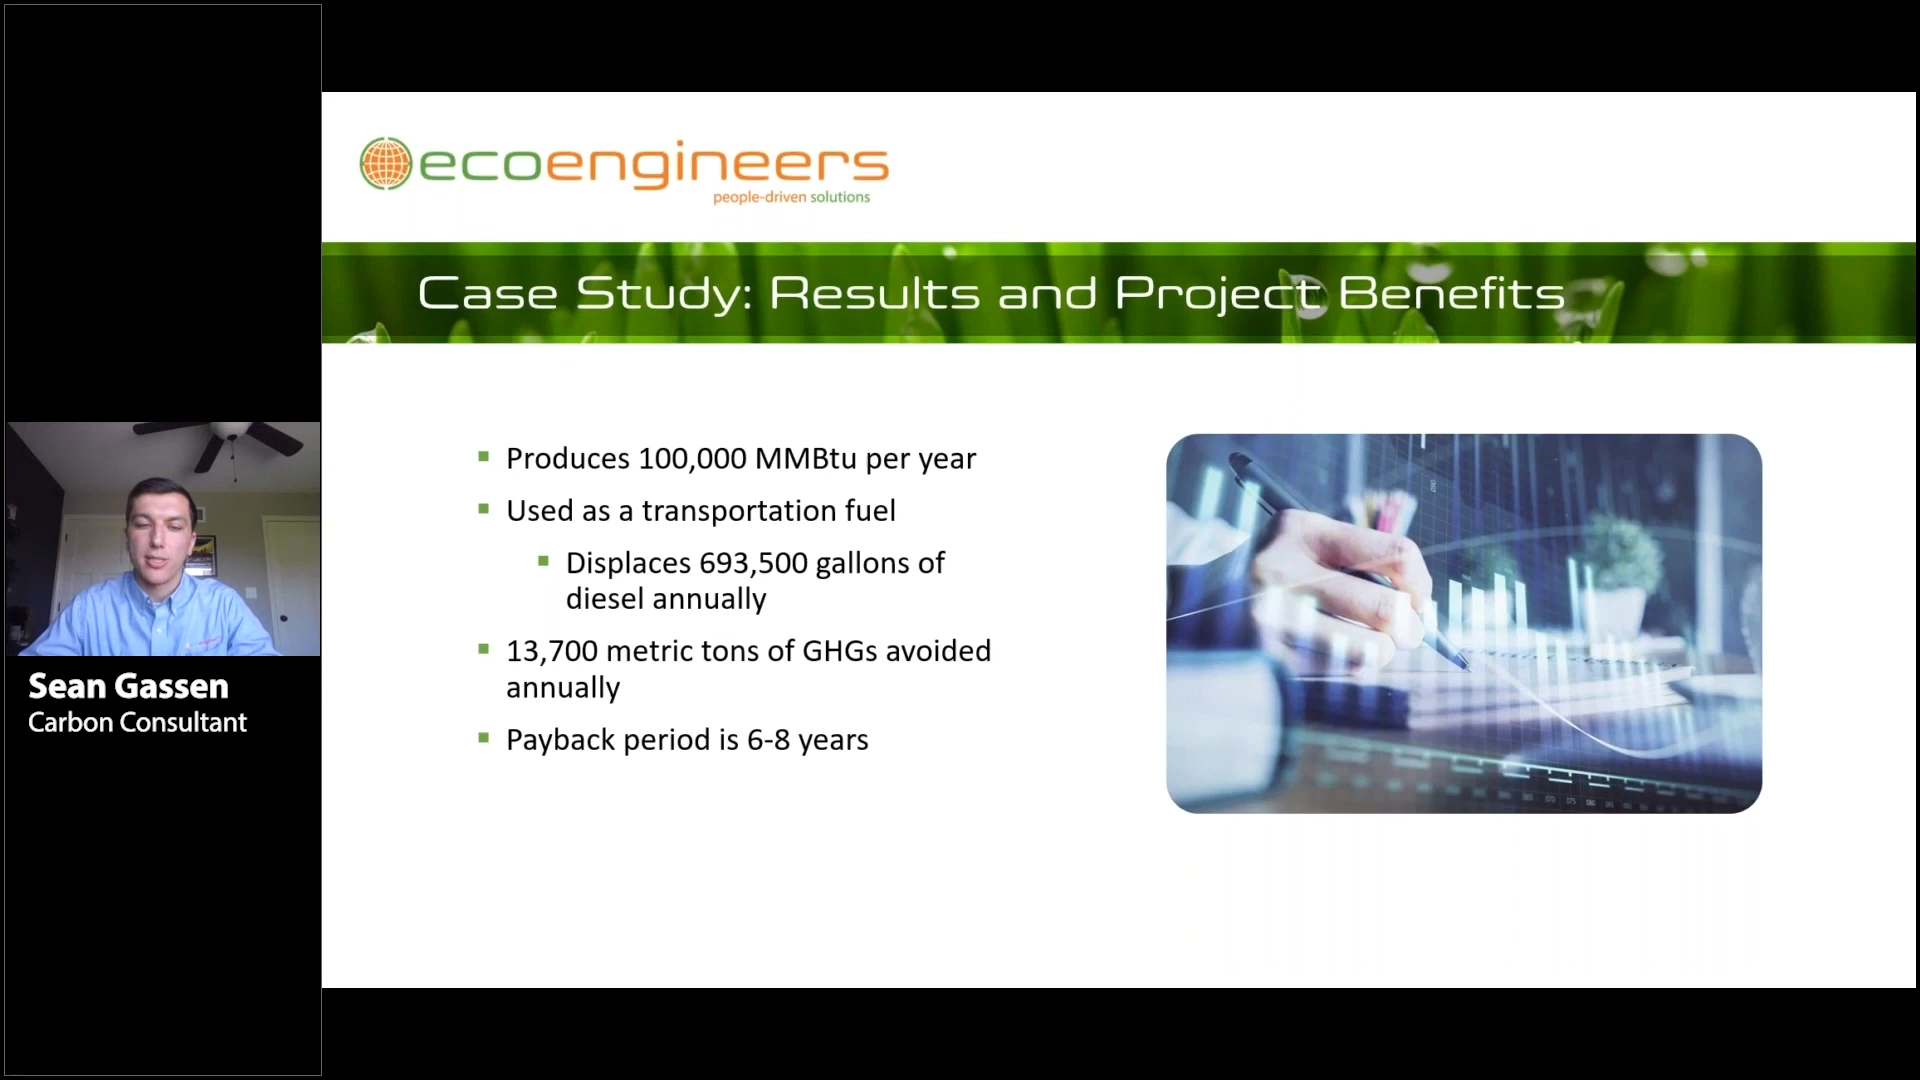 ecoengineers
people-driven solutions
Case Study: Results and Project Benefits
Produces 100,000 MMBtu per year
Used as a transportation fuel
Displaces 693,500 gallons of
diesel annually
13,700 metric tons of GHGs avoided
annually
Payback period is 6-8 years
Sean Gassen
Carbon Consultant